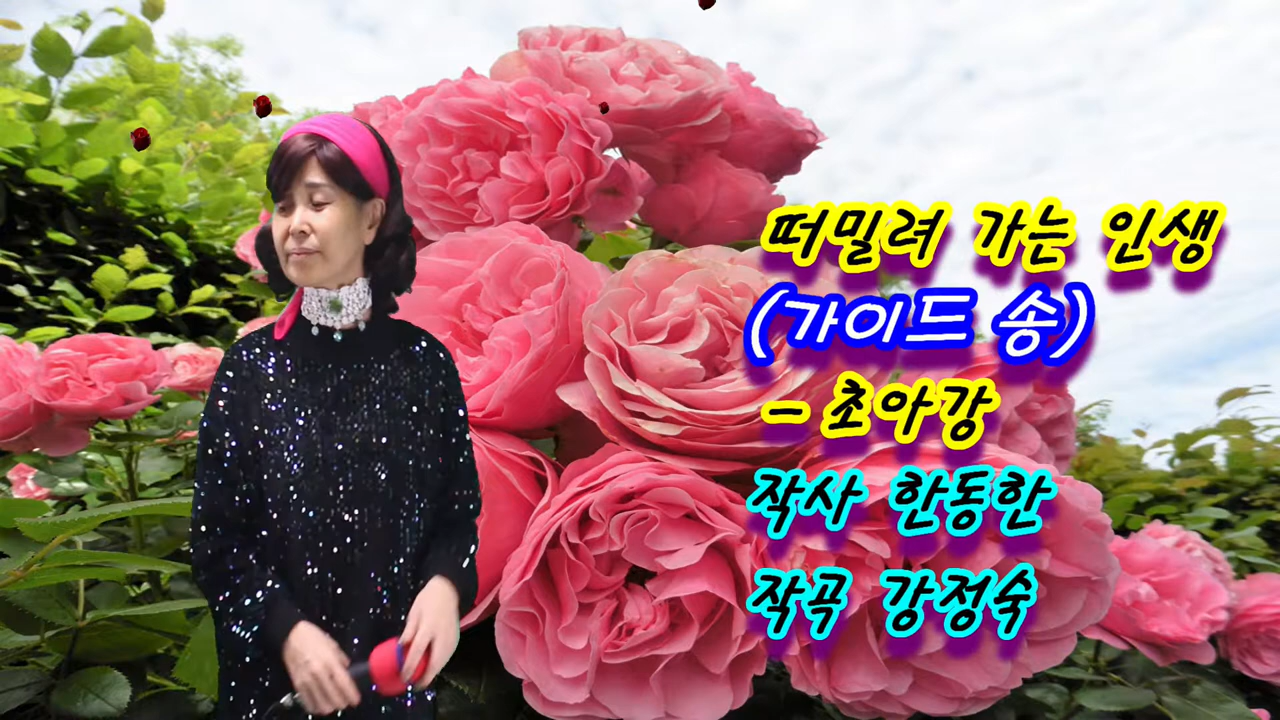 떠밀려 가는 인생
(가이드 송)
- 초아강
작사 한동한
작곡 강정숙